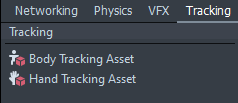 Networking Physics VFX Tracking
Tracking
Body Tracking Asset
Hand Tracking Asset